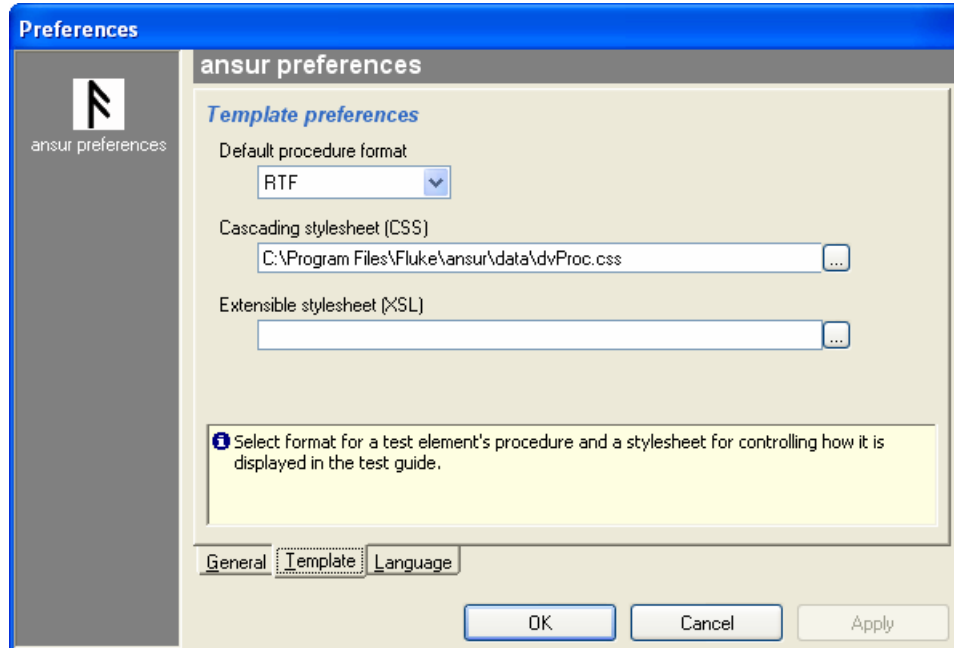 Preferences
ansur preferences
ansur preferences
Template preferences
Default procedure format
RTF
Cascading stylesheet (CSS)
C:\Program Files\Fluke\ansur\data\dvProc.css
...
Extensible stylesheet (XSL)
...
Select format for a test element's procedure and a stylesheet for controlling how it is
displayed in the test guide.
General Template Language
OK Cancel Apply